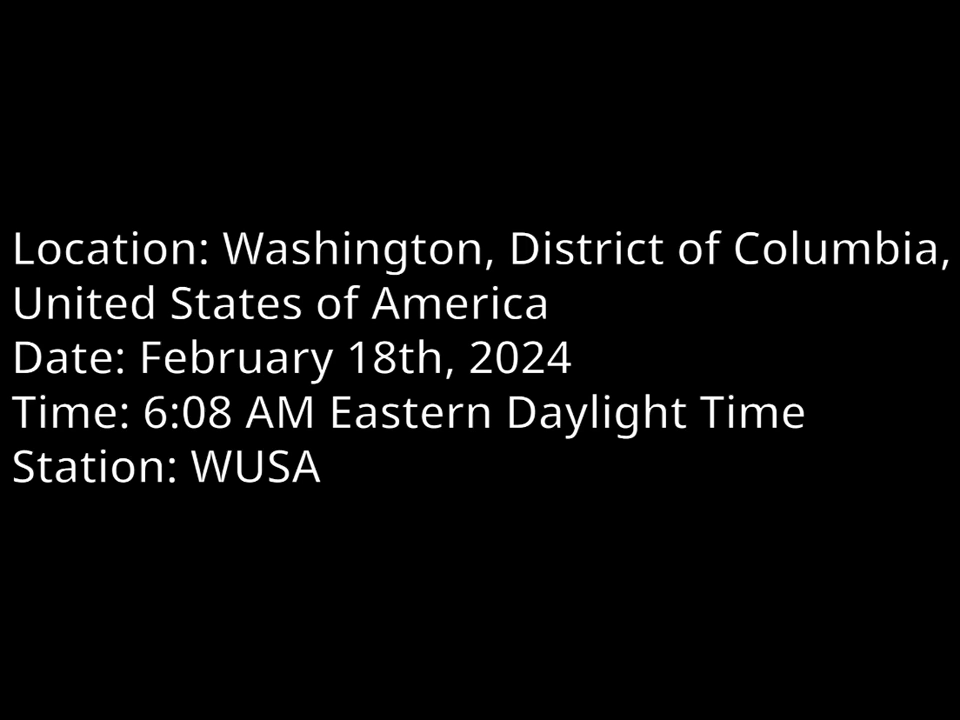 Location: Washington, District of Columbia,
United States of America
Date: February 18th, 2024
Time: 6:08 AM Eastern Daylight Time
Station: WUSA